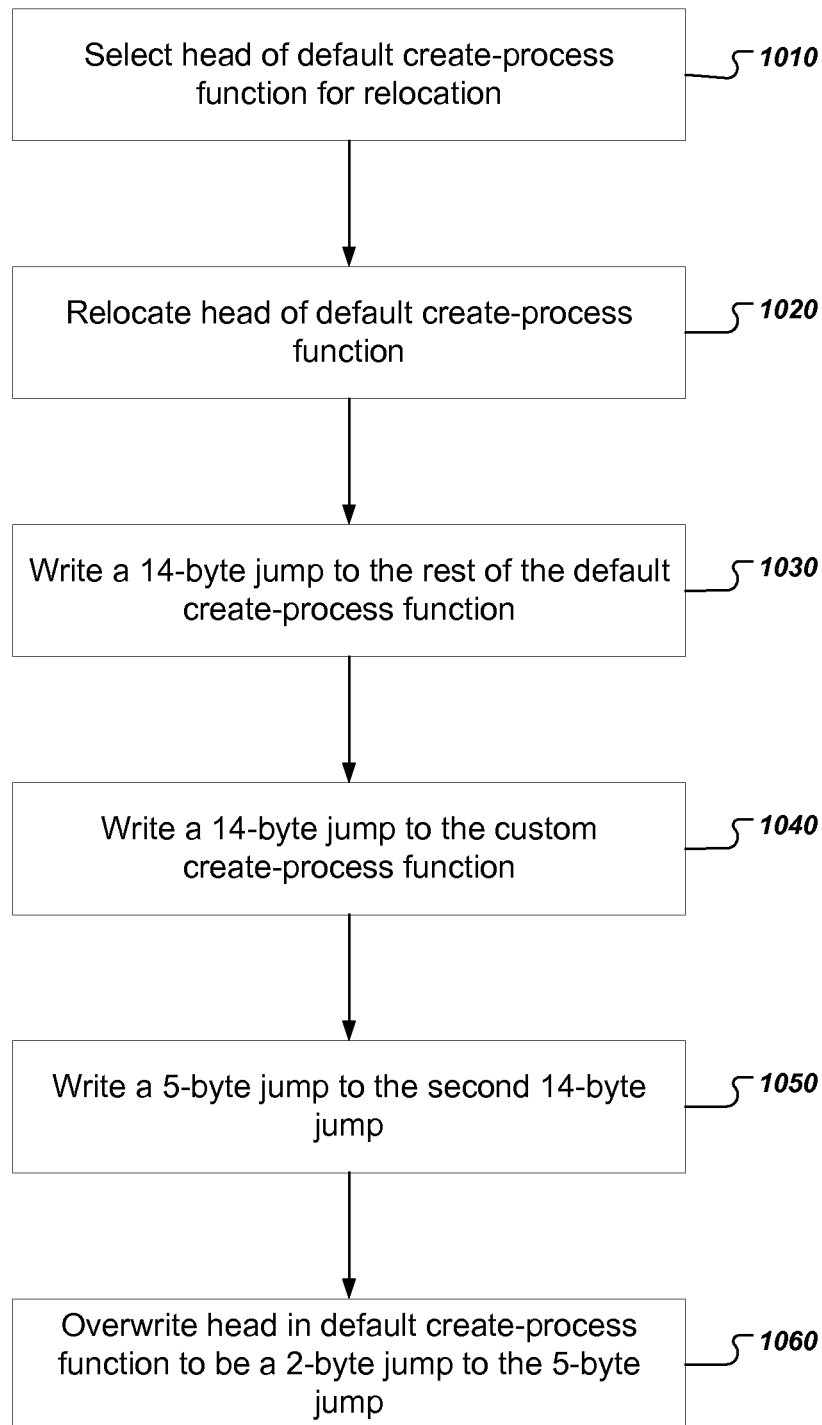 Select head of default create-process
function for relocation
1010
Relocate head of default create-process
function
1020
Write a 14-byte jump to the rest of the default
create-process function
1030
Write a 14-byte jump to the custom
create-process function
1040
Write a 5-byte jump to the second 14-byte
jump
1050
Overwrite head in default create-process
function to be a 2-byte jump to the 5-byte
jump
1060